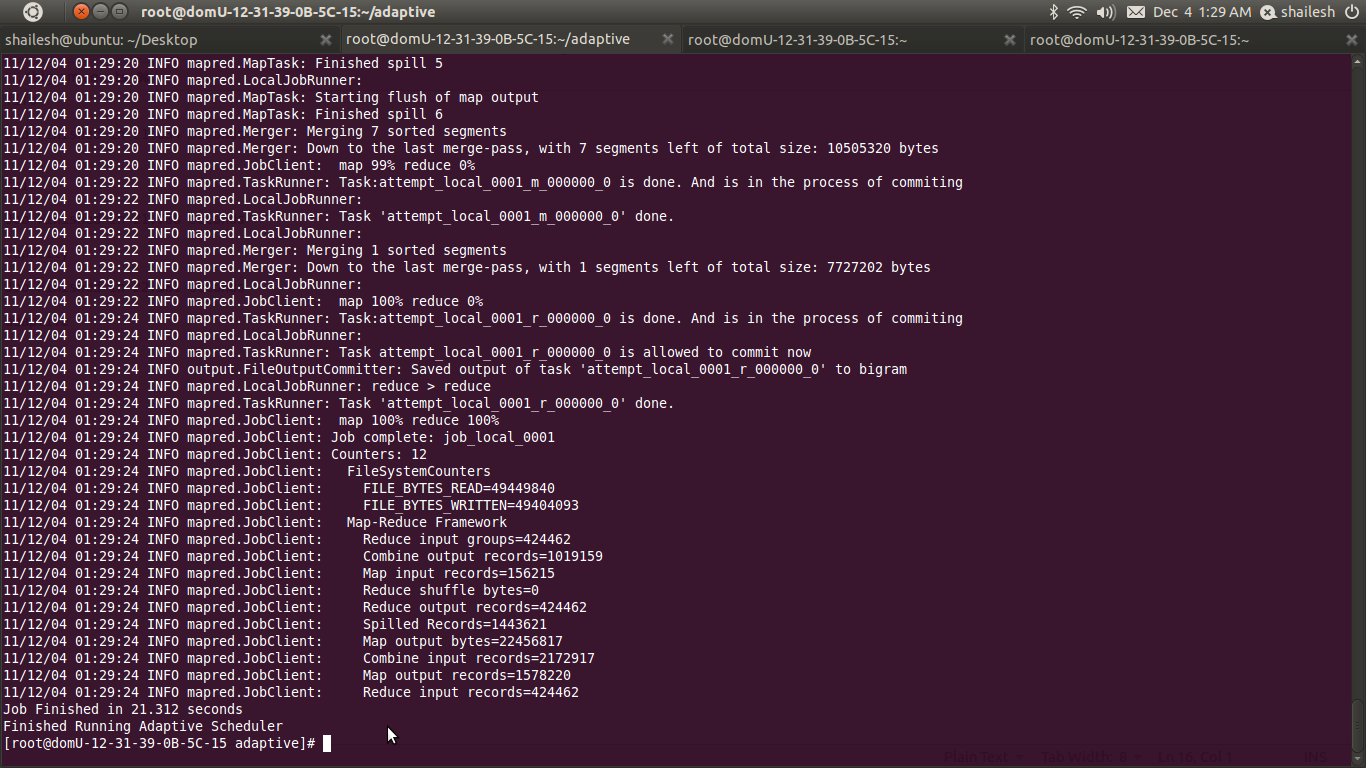 root@domU-12-31-39-0B-5C-15:~/adaptive
Dec 4 1:29 AM shailesh
shailesh@ubuntu: ~/Desktop
root@domU-12-31-39-0B-5C-15:~/adaptive
root@domU-12-31-39-0B-5C-15:~
root@domU-12-31-39-0B-5C-15:~
11/12/04 01:29:20 INFO mapred.MapTask: Finished spill 5
11/12/04 01:29:20 INFO mapred.LocalJobRunner:
11/12/04 01:29:20 INFO mapred.MapTask: Starting flush of map output
11/12/04 01:29:20 INFO mapred.MapTask: Finished spill 6
11/12/04 01:29:20 INFO mapred.Merger: Merging 7 sorted segments
11/12/04 01:29:20 INFO mapred.Merger: Down to the last merge-pass, with 7 segments left of total size: 10505320 bytes
11/12/04 01:29:20 INFO mapred.JobClient:  map 99% reduce 0%
11/12/04 01:29:22 INFO mapred.TaskRunner: Task:attempt_local_0001_m_000000_0 is done. And is in the process of commiting
11/12/04 01:29:22 INFO mapred.LocalJobRunner:
11/12/04 01:29:22 INFO mapred.TaskRunner: Task 'attempt_local_0001_m_000000_0' done.
11/12/04 01:29:22 INFO mapred.LocalJobRunner:
11/12/04 01:29:22 INFO mapred.Merger: Merging 1 sorted segments
11/12/04 01:29:22 INFO mapred.Merger: Down to the last merge-pass, with 1 segments left of total size: 7727202 bytes
11/12/04 01:29:22 INFO mapred.LocalJobRunner:
11/12/04 01:29:22 INFO mapred.JobClient:  map 100% reduce 0%
11/12/04 01:29:24 INFO mapred.TaskRunner: Task:attempt_local_0001_r_000000_0 is done. And is in the process of commiting
11/12/04 01:29:24 INFO mapred.LocalJobRunner:
11/12/04 01:29:24 INFO mapred.TaskRunner: Task attempt_local_0001_r_000000_0 is allowed to commit now
11/12/04 01:29:24 INFO output.FileOutputCommitter: Saved output of task 'attempt_local_0001_r_000000_0' to bigram
11/12/04 01:29:24 INFO mapred.LocalJobRunner: reduce > reduce
11/12/04 01:29:24 INFO mapred.TaskRunner: Task 'attempt_local_0001_r_000000_0' done.
11/12/04 01:29:24 INFO mapred.JobClient:  map 100% reduce 100%
11/12/04 01:29:24 INFO mapred.JobClient: Job complete: job_local_0001
11/12/04 01:29:24 INFO mapred.JobClient: Counters: 12
11/12/04 01:29:24 INFO mapred.JobClient:   FileSystemCounters
11/12/04 01:29:24 INFO mapred.JobClient:     FILE_BYTES_READ=49449840
11/12/04 01:29:24 INFO mapred.JobClient:     FILE_BYTES_WRITTEN=49404093
11/12/04 01:29:24 INFO mapred.JobClient:   Map-Reduce Framework
11/12/04 01:29:24 INFO mapred.JobClient:     Reduce input groups=424462
11/12/04 01:29:24 INFO mapred.JobClient:     Combine output records=1019159
11/12/04 01:29:24 INFO mapred.JobClient:     Map input records=156215
11/12/04 01:29:24 INFO mapred.JobClient:     Reduce shuffle bytes=0
11/12/04 01:29:24 INFO mapred.JobClient:     Reduce output records=424462
11/12/04 01:29:24 INFO mapred.JobClient:     Spilled Records=1443621
11/12/04 01:29:24 INFO mapred.JobClient:     Map output bytes=22456817
11/12/04 01:29:24 INFO mapred.JobClient:     Combine input records=2172917
11/12/04 01:29:24 INFO mapred.JobClient:     Map output records=1578220
11/12/04 01:29:24 INFO mapred.JobClient:     Reduce input records=424462
Job Finished in 21.312 seconds
Finished Running Adaptive Scheduler
[root@domU-12-31-39-0B-5C-15 adaptive]#
Plain Text Tab Width: 8 Ln 16, Col 1 INS